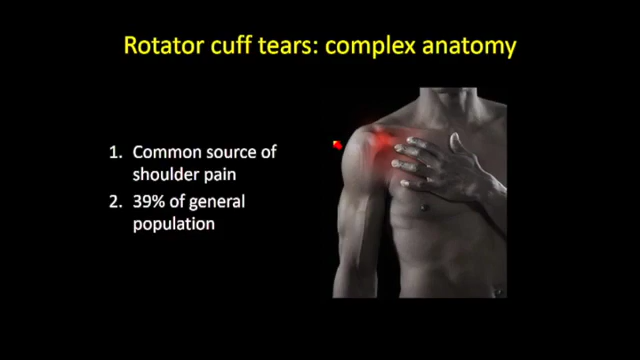 Rotator cuff tears: complex anatomy
1. Common source of
shoulder pain
2. 39% of general
population